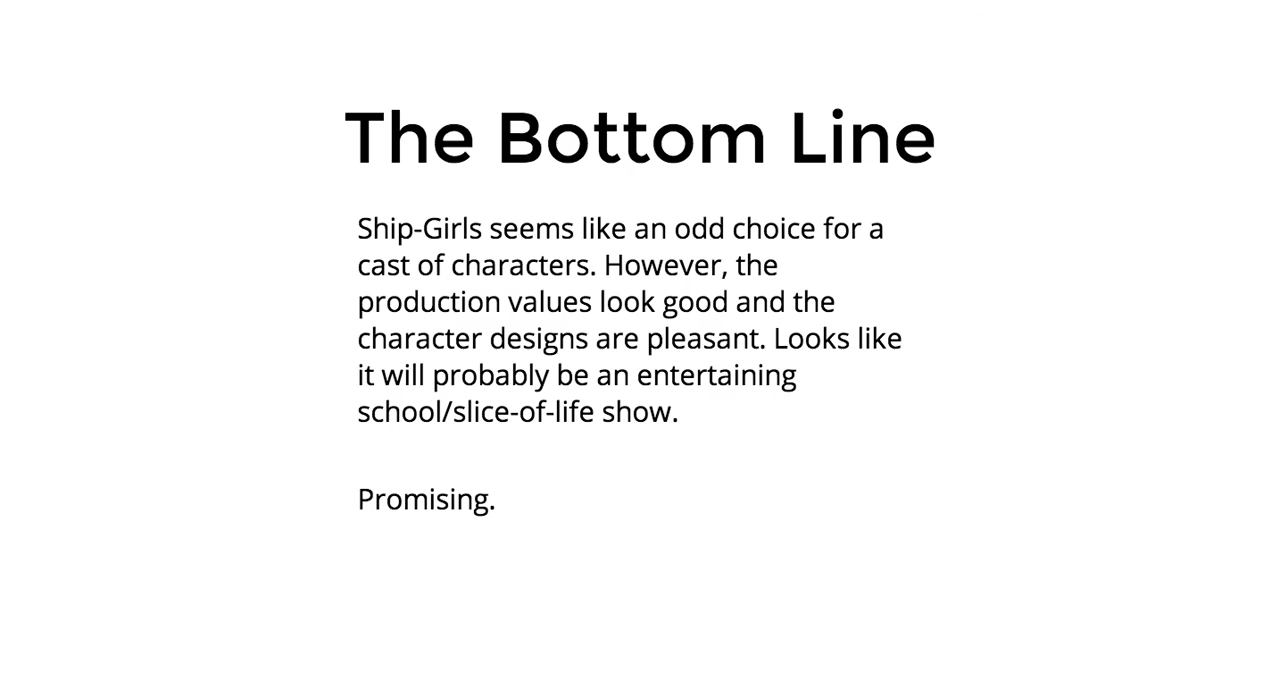 The Bottom Line
Ship-Girls seems like an odd choice for a
cast of characters. However, the
production values look good and the
character designs are pleasant. Looks like
it will probably be an entertaining
school/slice-of-life show.
Promising.